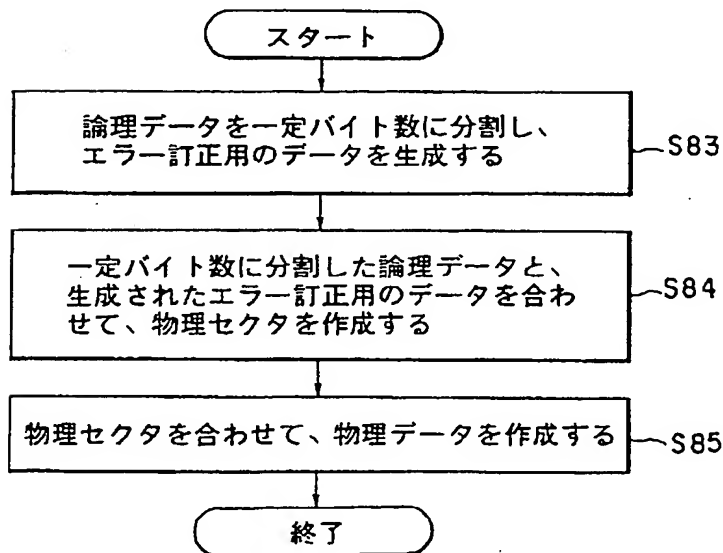 スタート
論理データを一定バイト数に分割し、
エラー訂正用のデータを生成する
S83
一定バイト数に分割した論理データと、
生成されたエラー訂正用のデータを合わ
せて、物理セクタを作成する
S84
物理セクタを合わせて、物理データを作成する
S85
終了